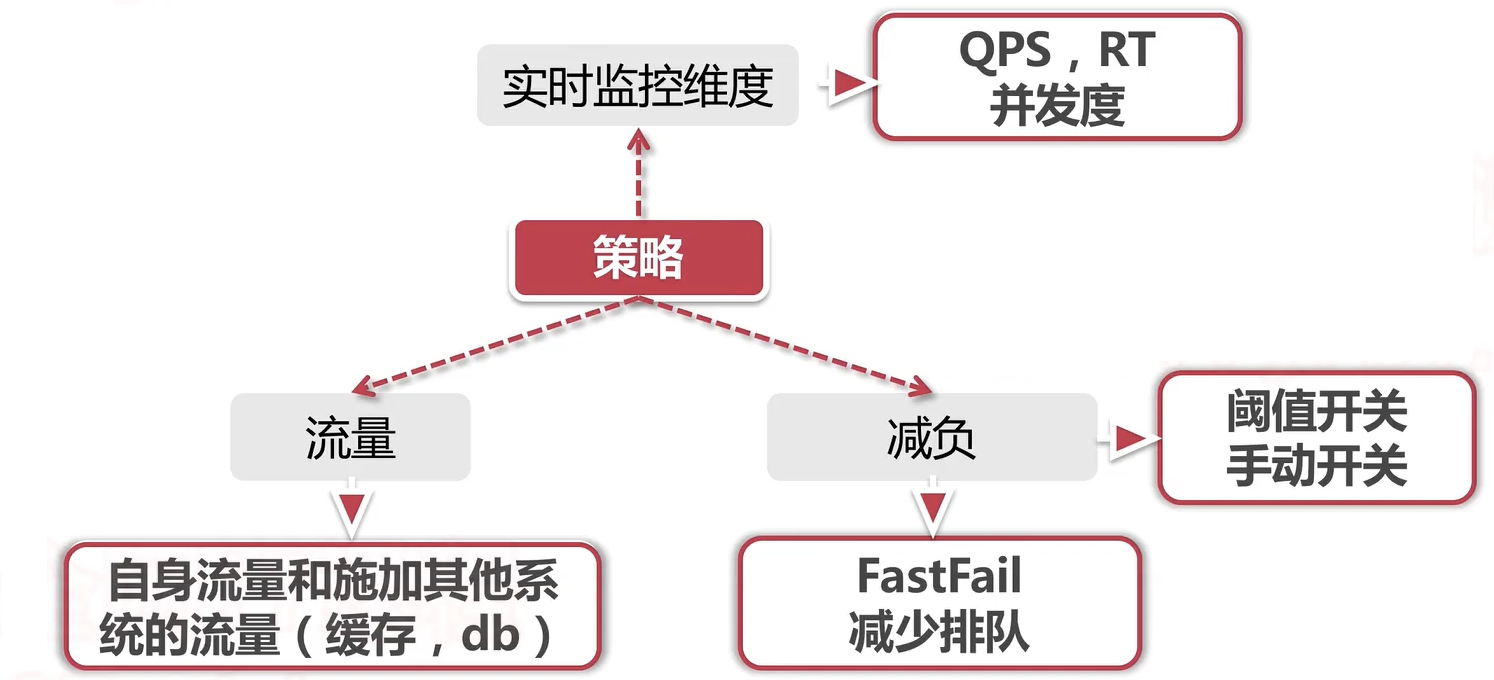 实时监控维度
QPS，RT
并发度
策略
流量
减负
阈值开关
手动开关
自身流量和施加其他系
统的流量（缓存，db）
FastFail
减少排队